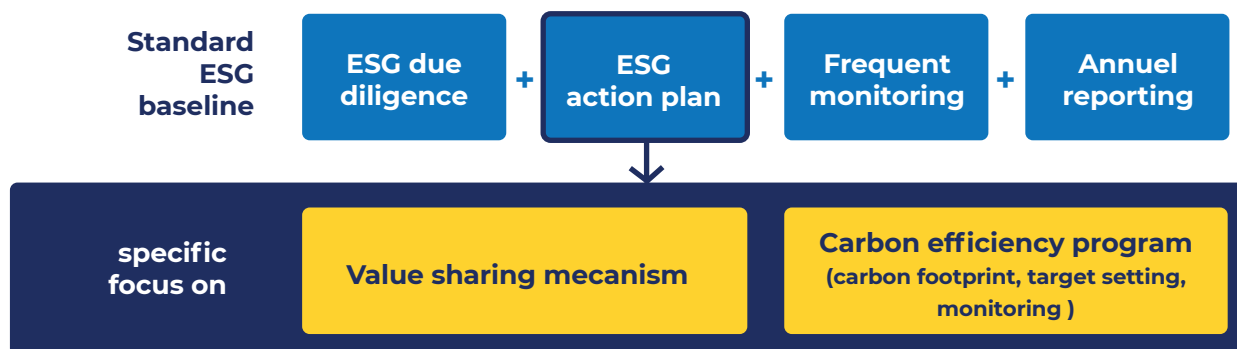 Standard
ESG
baseline
ESG due
diligence
+
ESG
action plan
+
Frequent
monitoring
+
Annuel
reporting
specific
focus on
Value sharing mecanism
Carbon efficiency program
(carbon footprint, target setting,
monitoring )